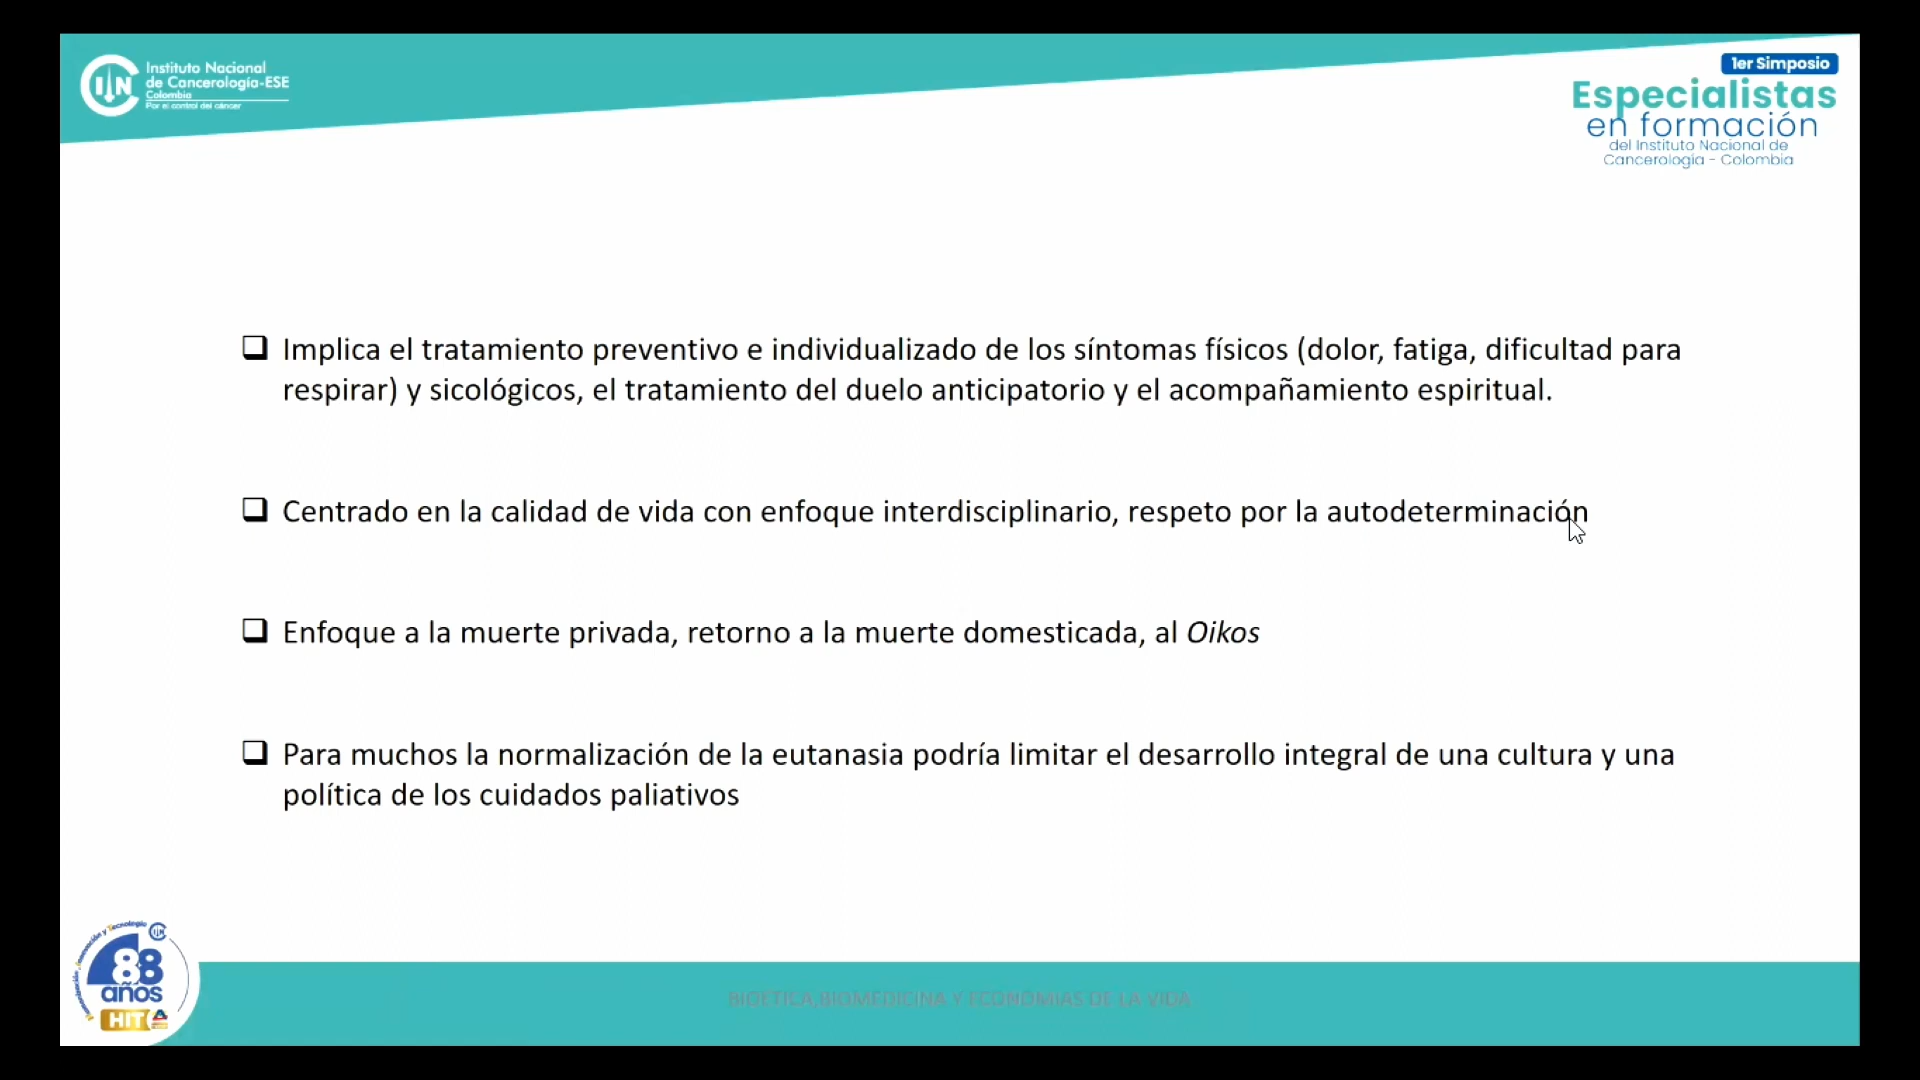 Instituto Nacional
de Cancerología-ESE
Colombia
Por el control del cáncer
1er Simposio
Especialistas
en formación
del Instituto Nacional de
Cancerología - Colombia
Implica el tratamiento preventivo e individualizado de los síntomas físicos (dolor, fatiga, dificultad para
respirar) y sicológicos, el tratamiento del duelo anticipatorio y el acompañamiento espiritual.
Centrado en la calidad de vida con enfoque interdisciplinario, respeto por la autodeterminación
Enfoque a la muerte privada, retorno a la muerte domesticada, al Oikos
Para muchos la normalización de la eutanasia podría limitar el desarrollo integral de una cultura y una
política de los cuidados paliativos
88
años
HIT
BIOÉTICA,BIOMEDICINA Y ECONOMÍAS DE LA VIDA